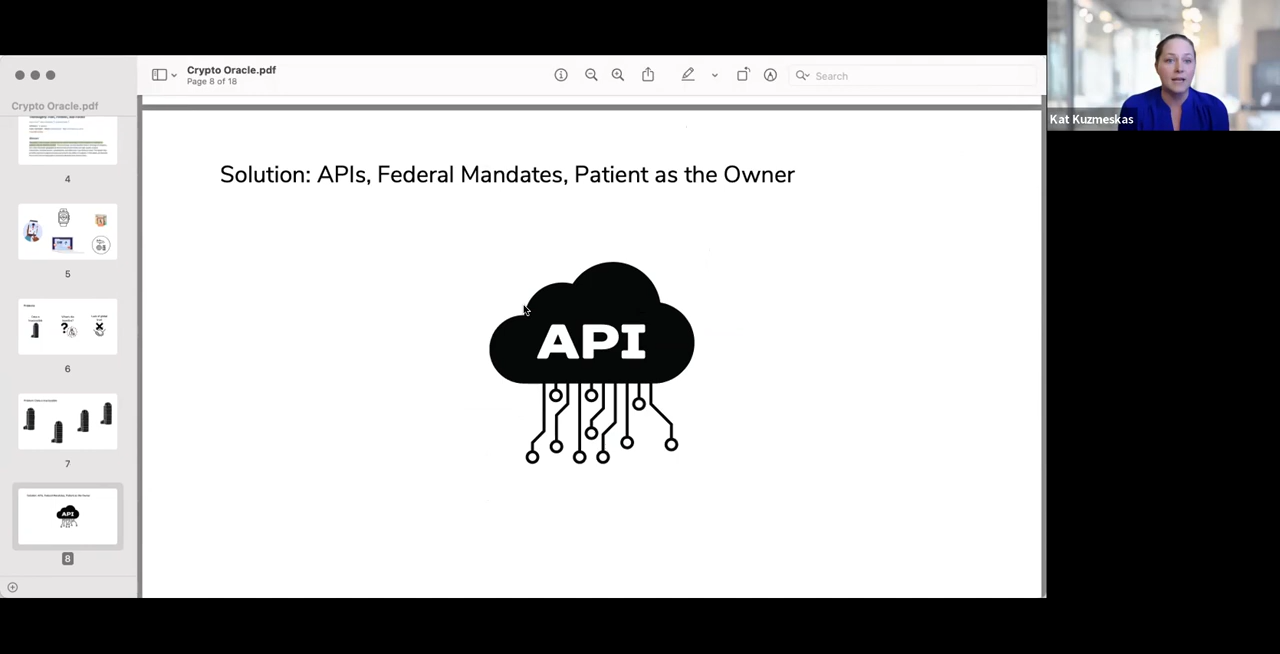 Crypto Oracle.pdf
Page 8 of 18
Search
Kat Kuzmeskas
Crypto Oracle.pdf
4
5
6
7
8
Solution: APIs, Federal Mandates, Patient as the Owner
API
API